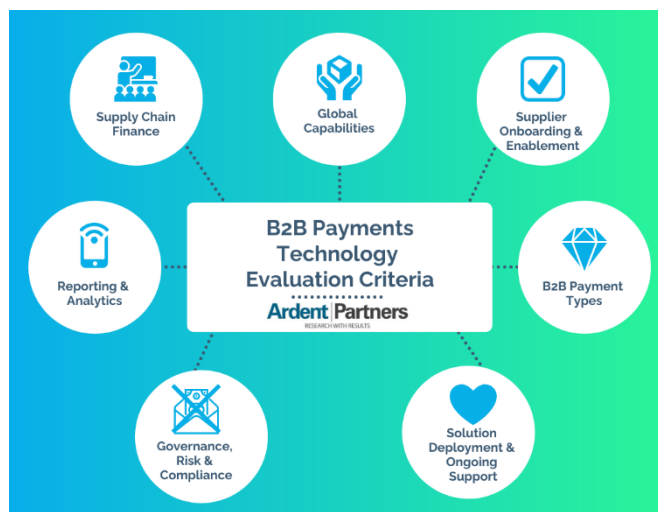 Supply Chain
Finance
Global
Capabilities
Supplier
Onboarding &
Enablement
B2B Payments
Technology
Evaluation Criteria
Ardent Partners
RESEARCH WITH RESULTS
Reporting &
Analytics
B2B Payment
Types
Governance,
Risk &
Compliance
Solution
Deployment &
Ongoing
Support